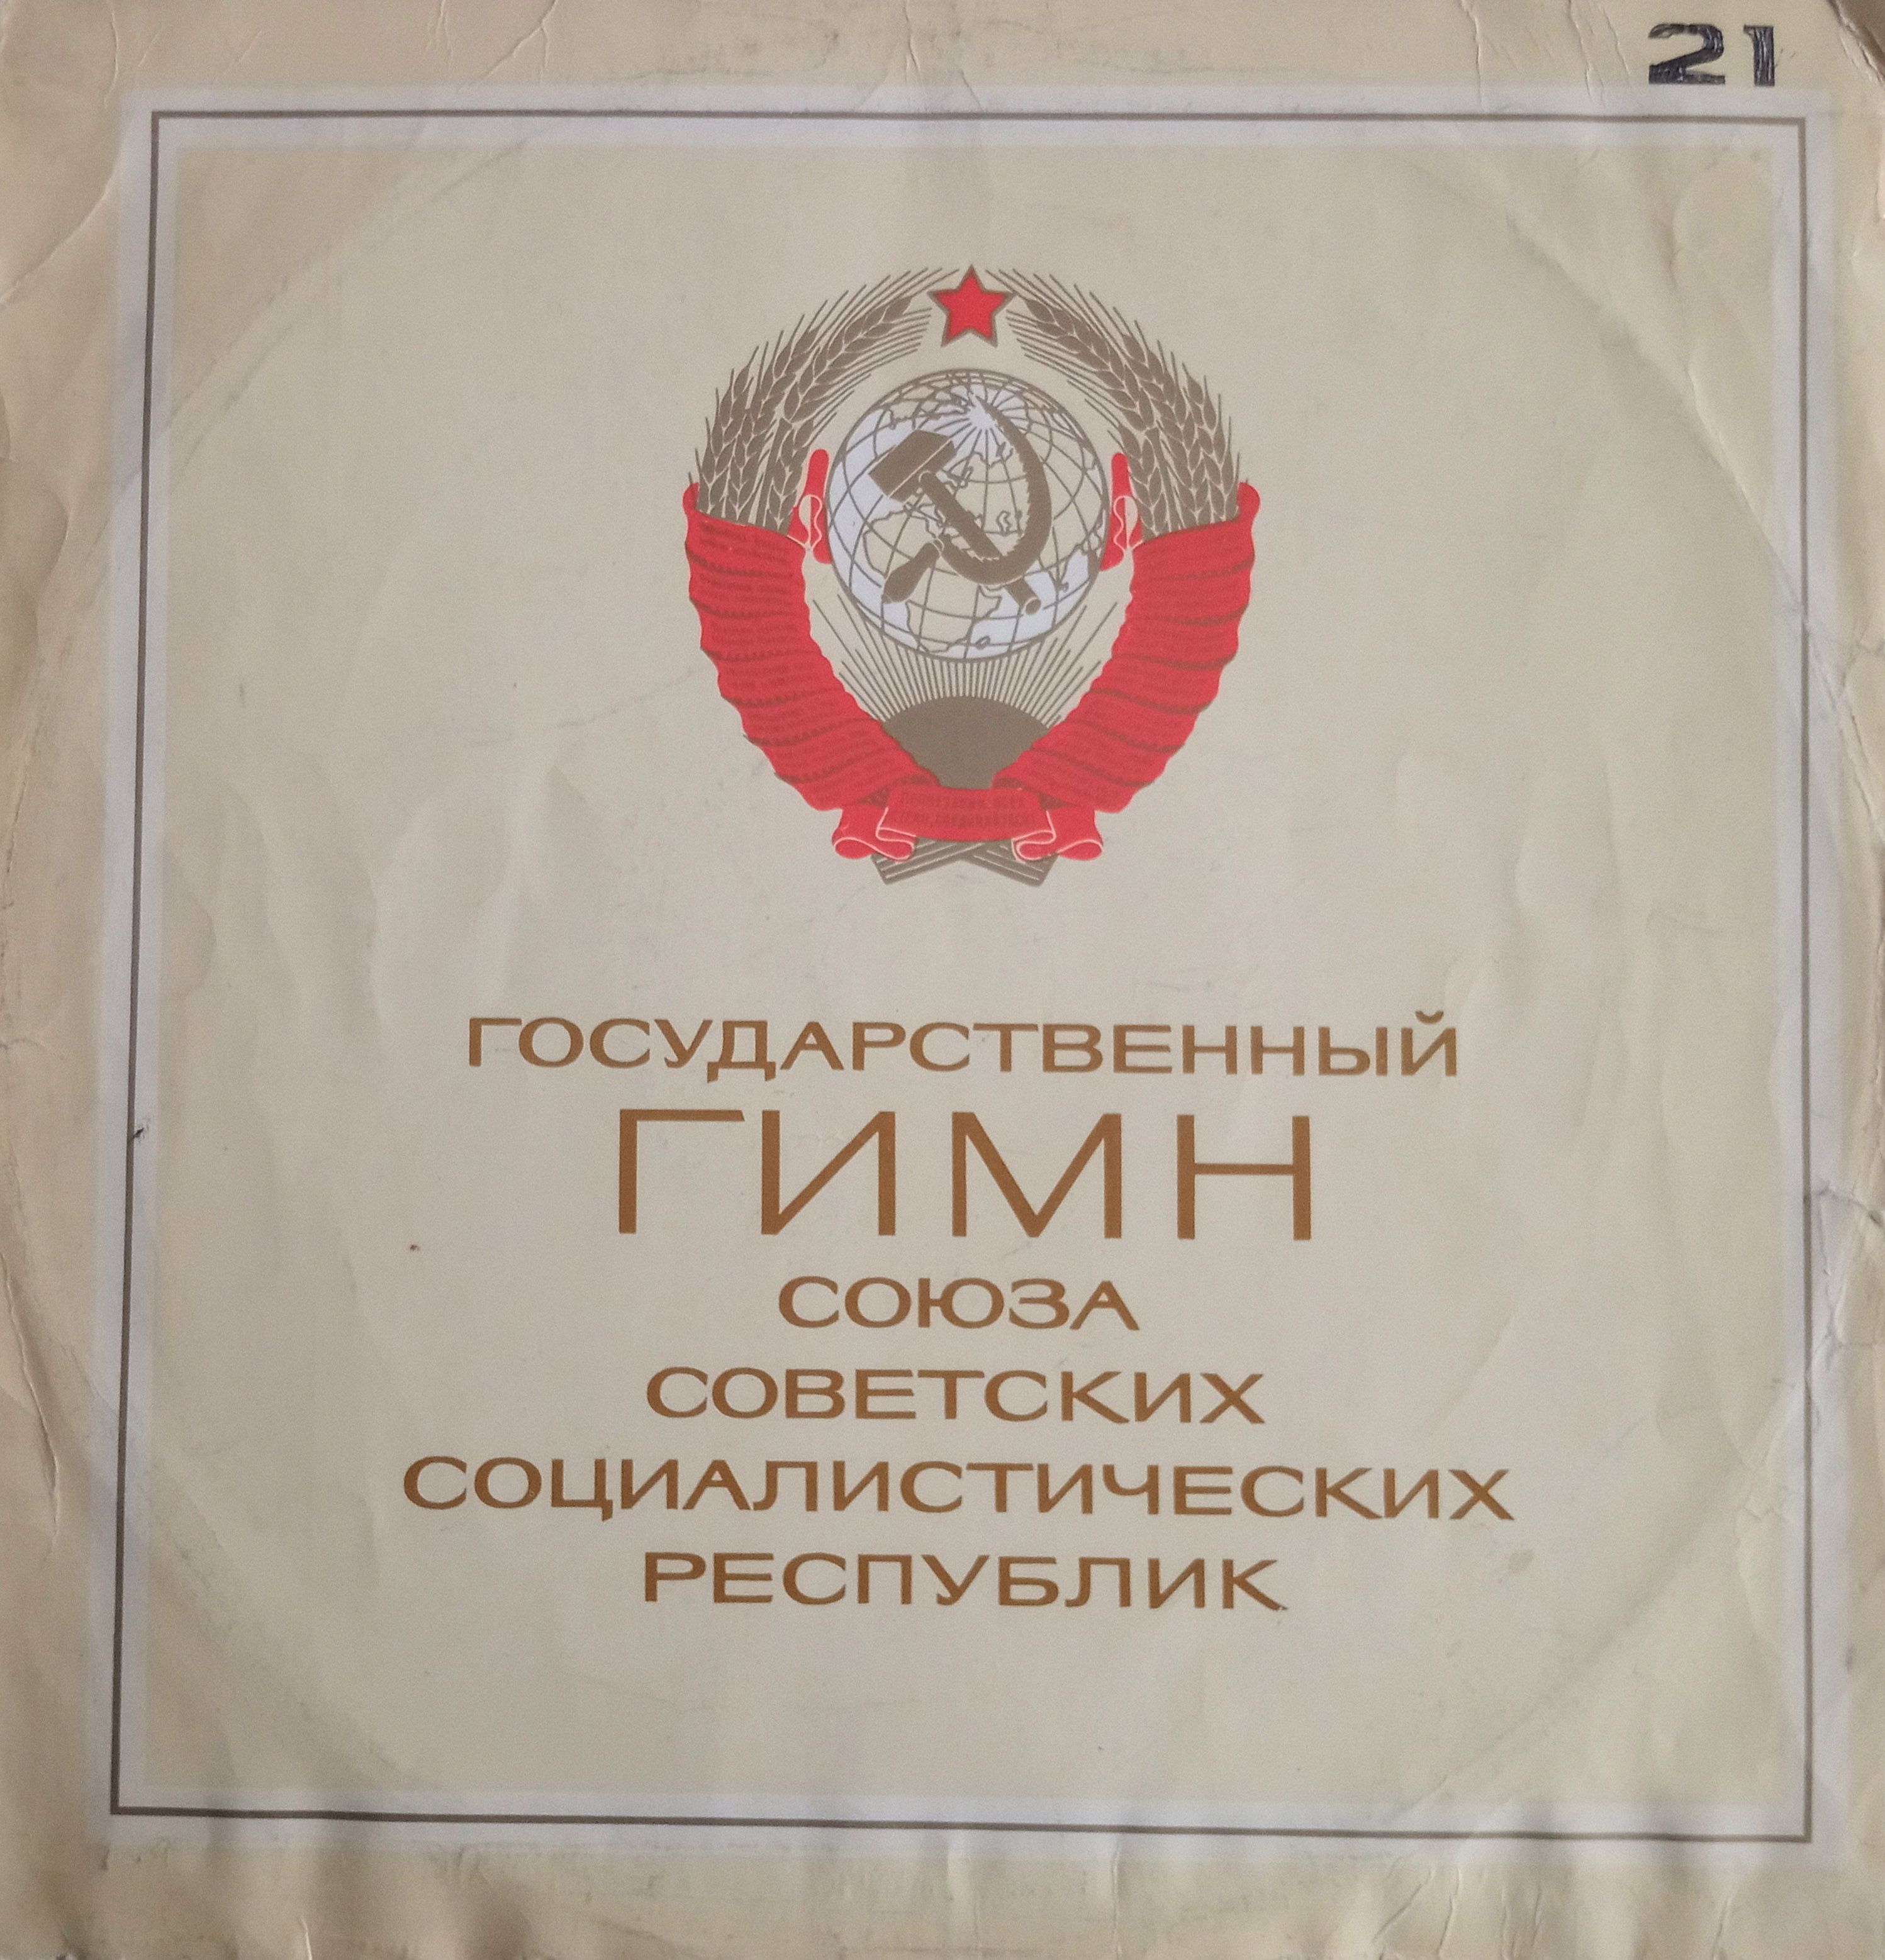 21
ГОСУДАРСТВЕННЫЙ
ГИМН
СОЮЗА
СОВЕТСКИХ
СОЦИАЛИСТИЧЕСКИХ
РЕСПУБЛИК